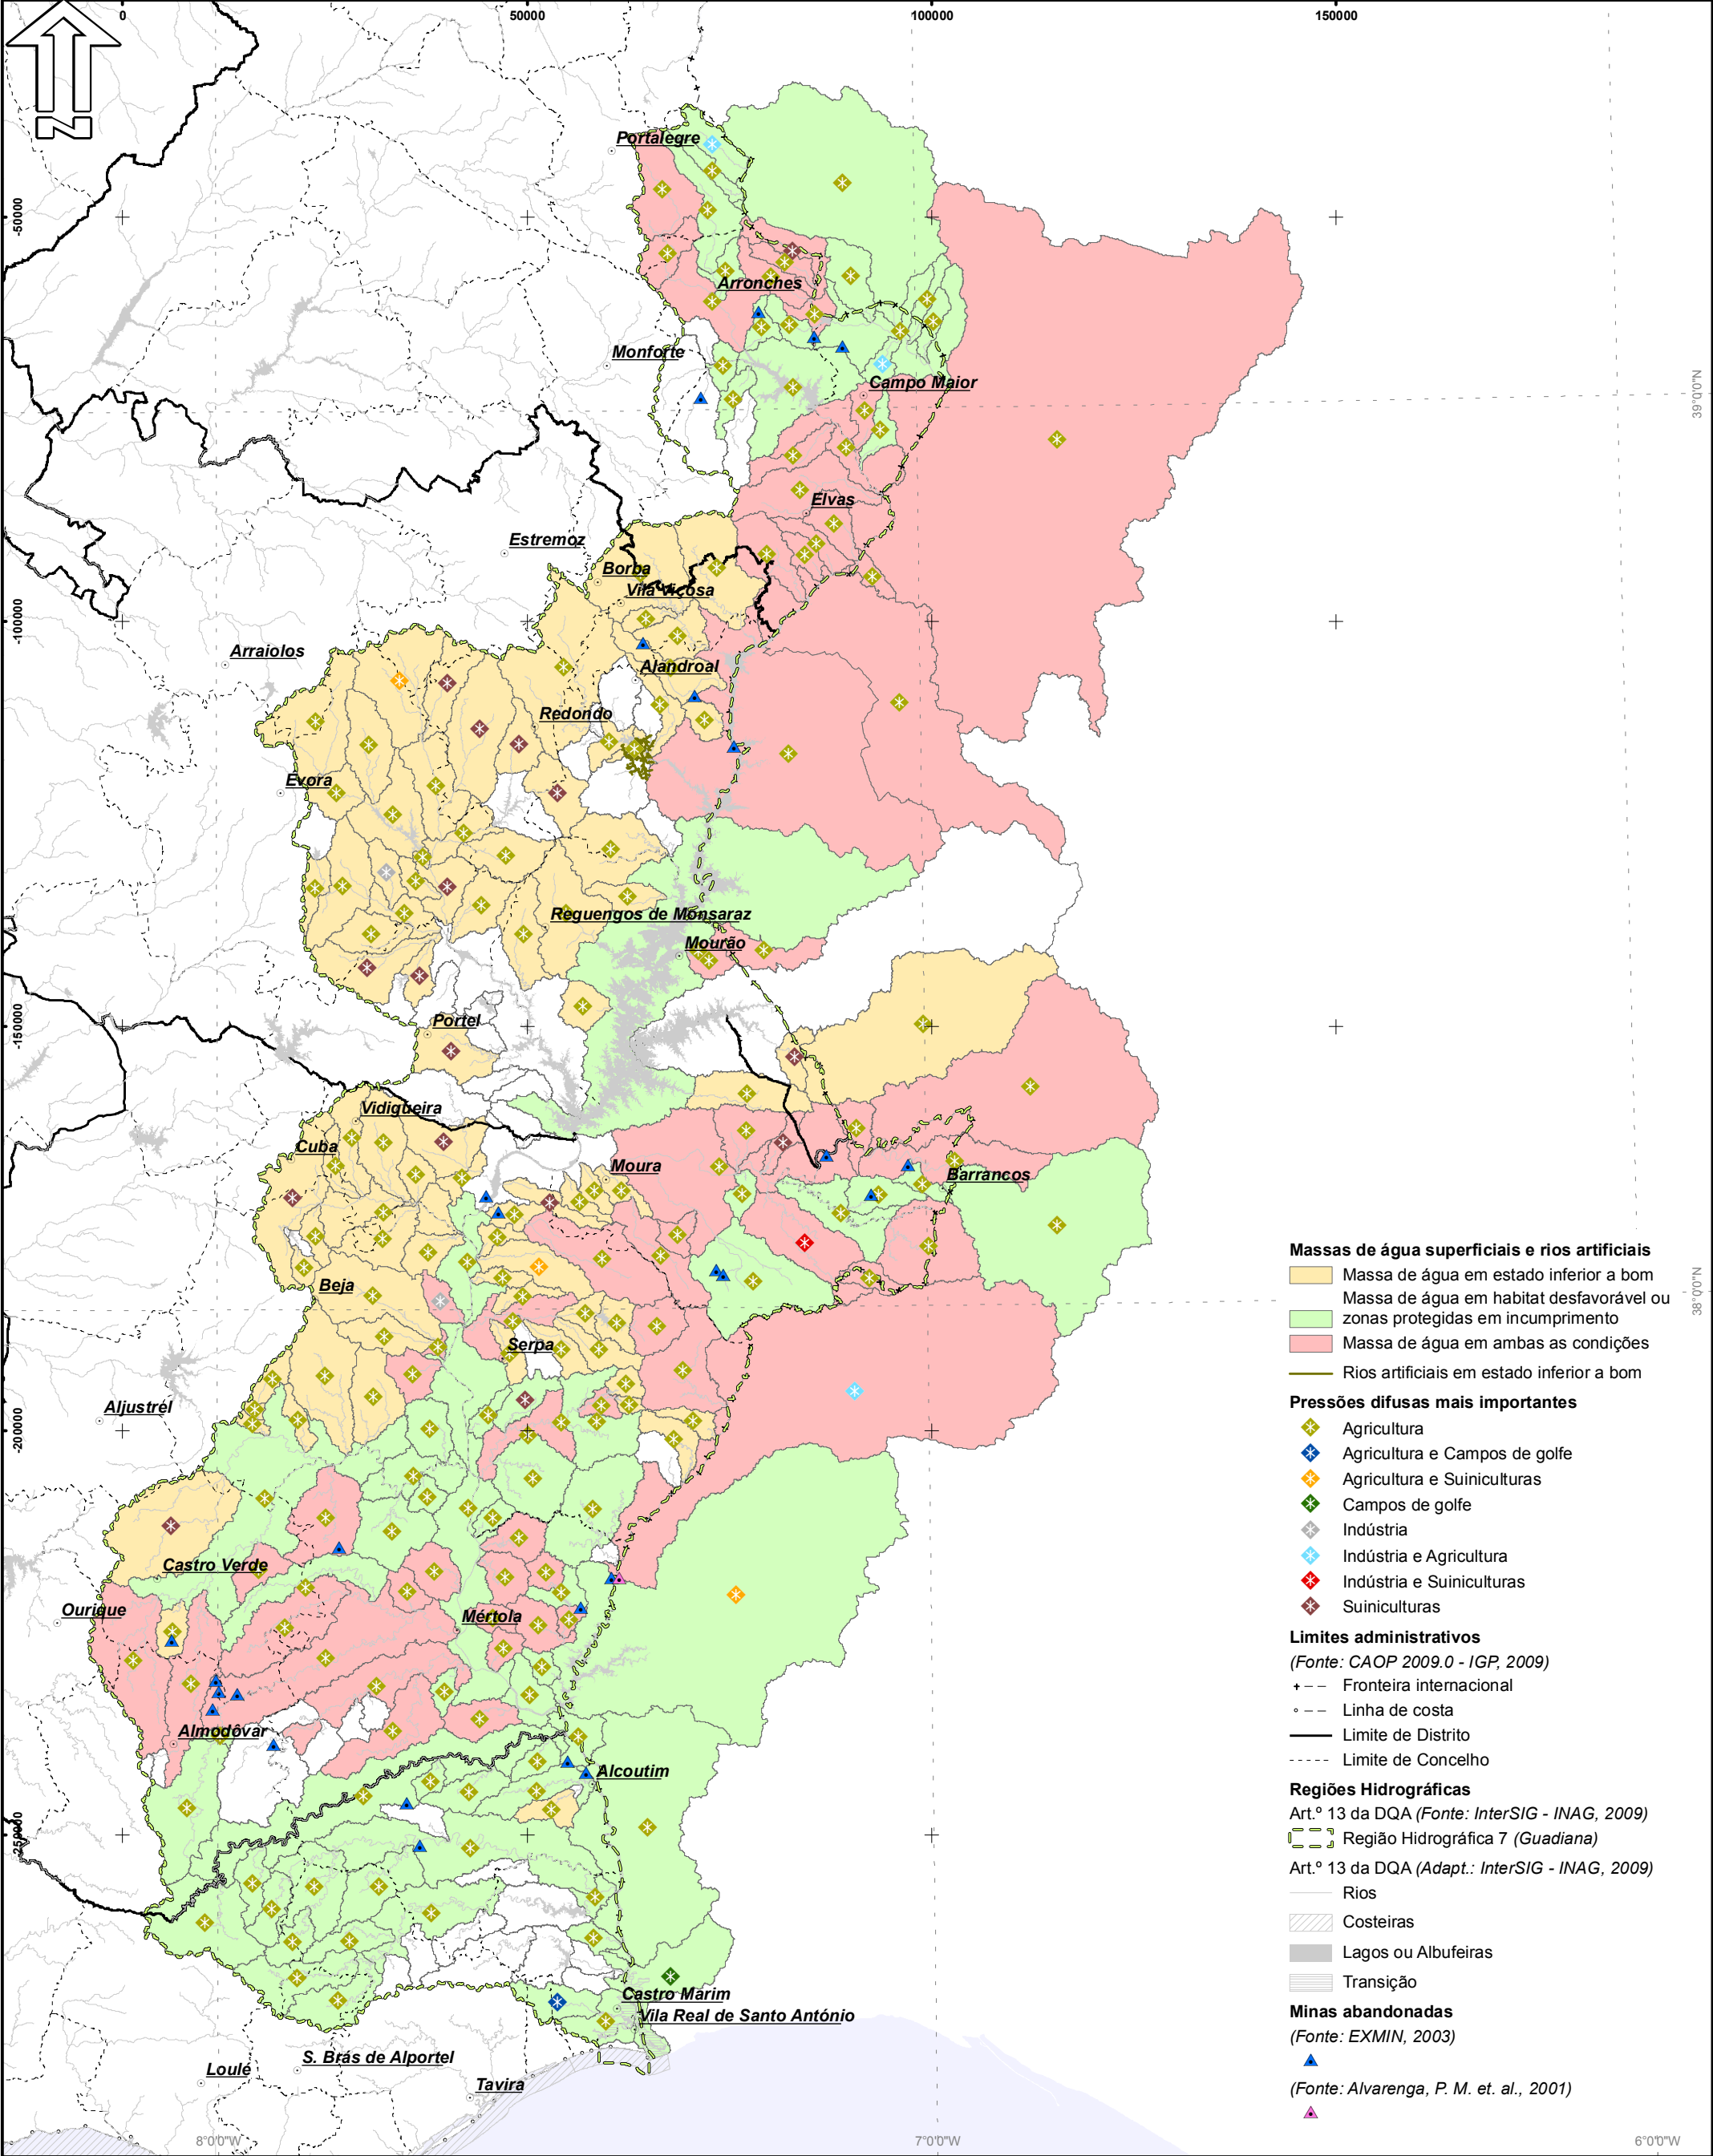 0
50000
100000
150000
N
-50000
-100000
-150000
-200000
-250000
39°0'0"N
38°0'0"N
8°0'0"W
7°0'0"W
6°0'0"W
Portalegre
Arronches
Monforte
Campo Maior
Elvas
Estremoz
Borba
Vila Viçosa
Arraiolos
Alandroal
Redondo
Évora
Reguengos de Monsaraz
Mourão
Portel
Vidigueira
Cuba
Moura
Barrancos
Beja
Serpa
Aljustrel
Castro Verde
Ourique
Mértola
Almodôvar
Alcoutim
Castro Marim
Vila Real de Santo António
S. Brás de Alportel
Loulé
Tavira
Massas de água superficiais e rios artificiais
Massa de água em estado inferior a bom
Massa de água em habitat desfavorável ou
zonas protegidas em incumprimento
Massa de água em ambas as condições
Rios artificiais em estado inferior a bom
Pressões difusas mais importantes
Agricultura
Agricultura e Campos de golfe
Agricultura e Suiniculturas
Campos de golfe
Indústria
Indústria e Agricultura
Indústria e Suiniculturas
Suiniculturas
Limites administrativos
(Fonte: CAOP 2009.0 - IGP, 2009)
Fronteira internacional
Linha de costa
Limite de Distrito
Limite de Concelho
Regiões Hidrográficas
Art.º 13 da DQA (Fonte: InterSIG - INAG, 2009)
Região Hidrográfica 7 (Guadiana)
Art.º 13 da DQA (Adapt.: InterSIG - INAG, 2009)
Rios
Costeiras
Lagos ou Albufeiras
Transição
Minas abandonadas
(Fonte: EXMIN, 2003)
(Fonte: Alvarenga, P. M. et. al., 2001)